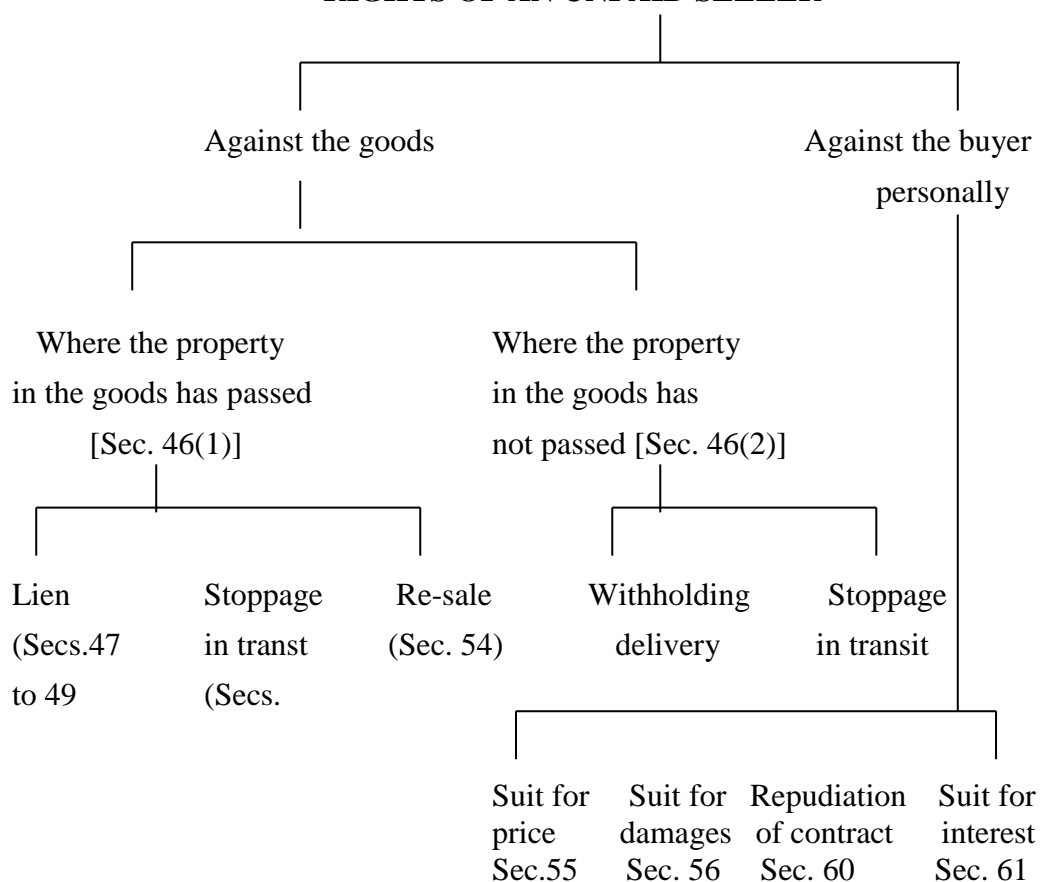 Against the goods
Against the buyer
personally
Where the property
in the goods has passed
[Sec. 46(1)]
Where the property
in the goods has
not passed [Sec. 46(2)]
Lien
(Secs.47
to 49
Stoppage
in transt
(Secs.
Re-sale
(Sec. 54)
Withholding
delivery
Stoppage
in transit
Suit for
price
Sec.55
Suit for
damages
Sec. 56
Repudiation
of contract
Sec. 60
Suit for
interest
Sec. 61